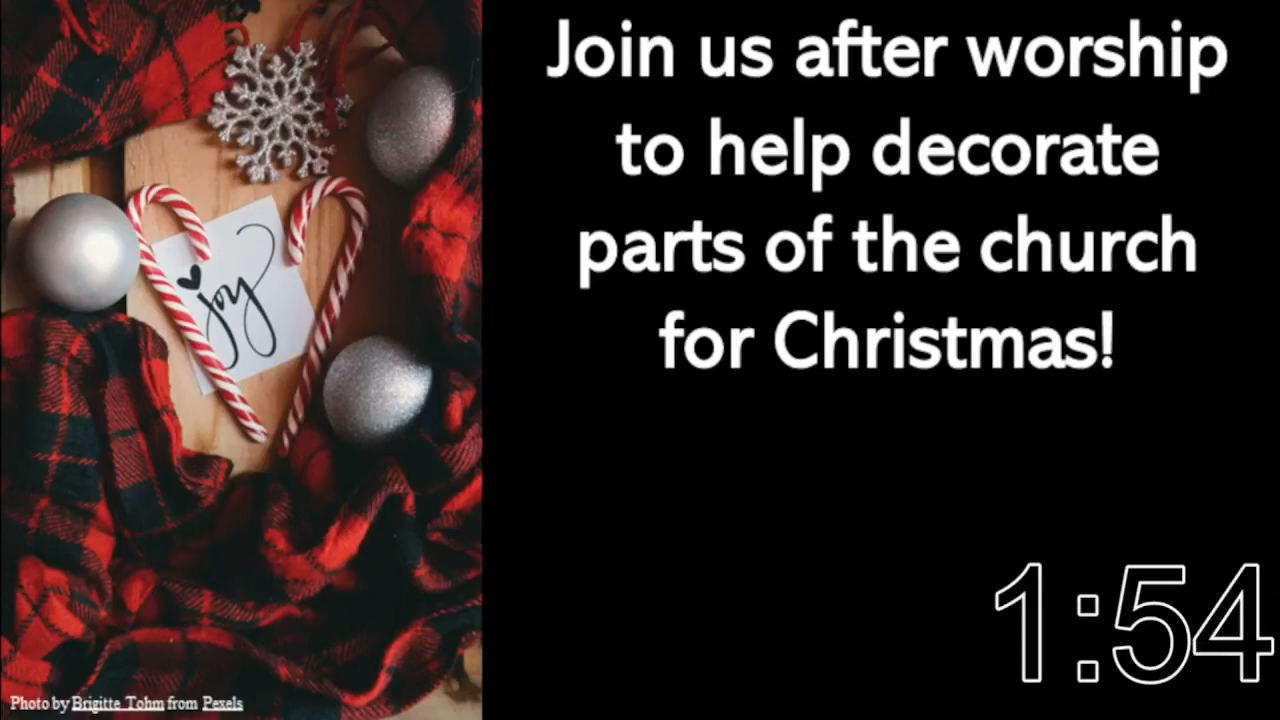 Join us after worship
to help decorate
parts of the church
for Christmas!
joy
1:54
Photo by Brigitte Tohm from Pexels